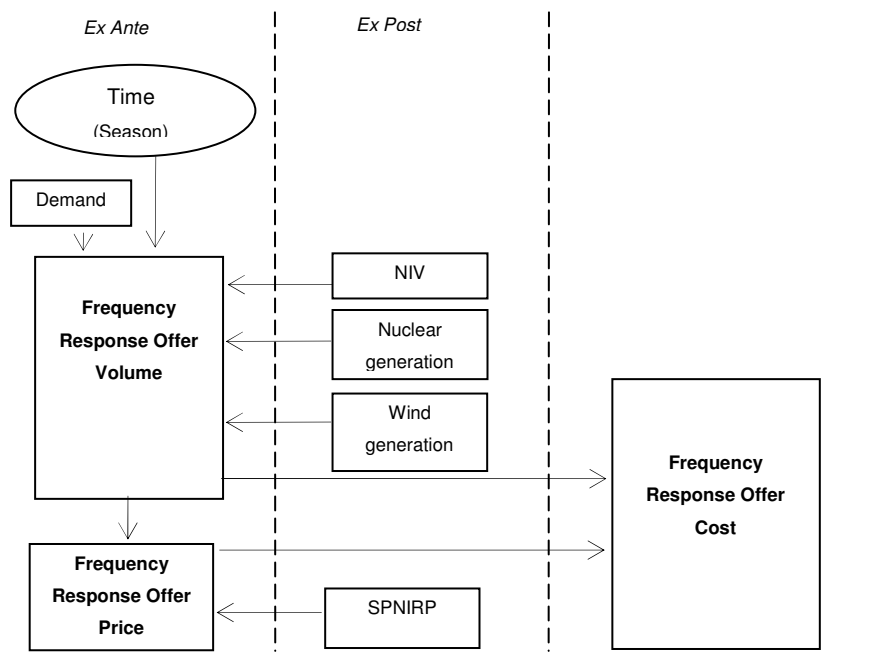 Ex Ante
Ex Post
Time
(Season)
Demand
NIV
Frequency
Response Offer
Volume
Nuclear
generation
Wind
generation
Frequency
Response Offer
Cost
Frequency
Response Offer
Price
SPNIRP